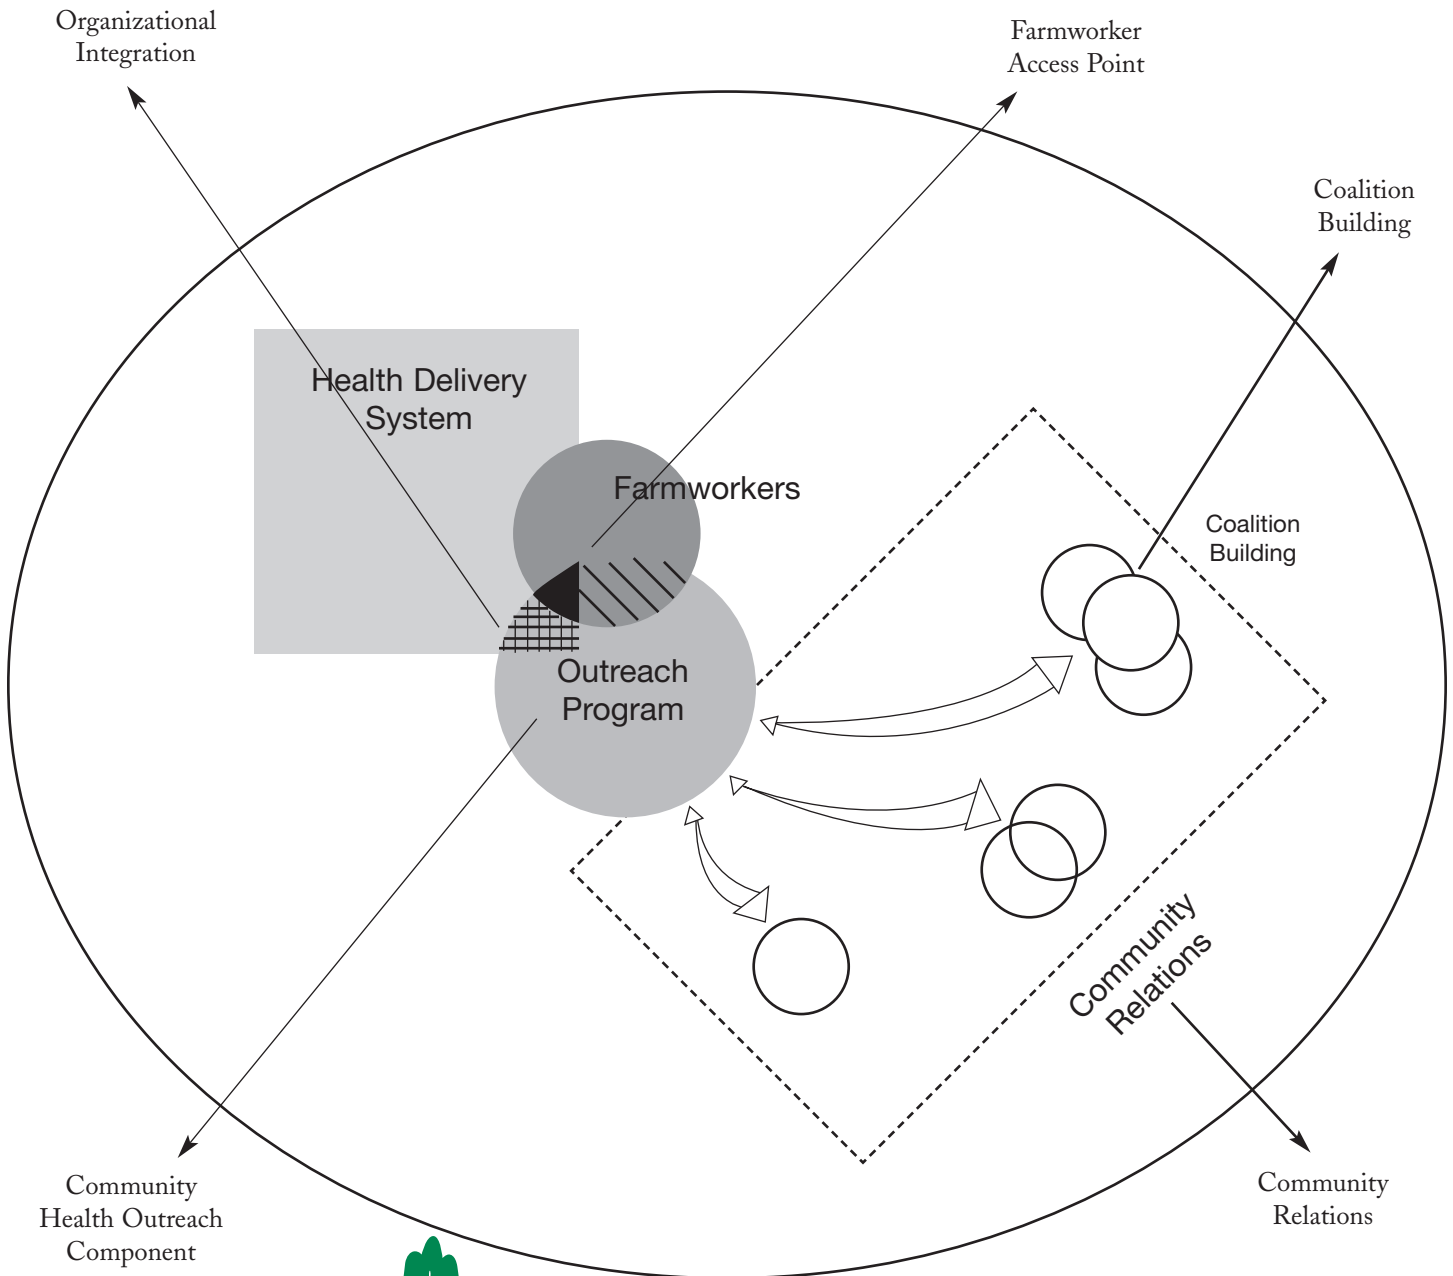 Organizational
Integration
Farmworker
Access Point
Coalition
Building
Health Delivery
System
Farmworkers
Coalition
Building
Outreach
Program
Community
Relations
Community
Health Outreach
Component
Community
Relations